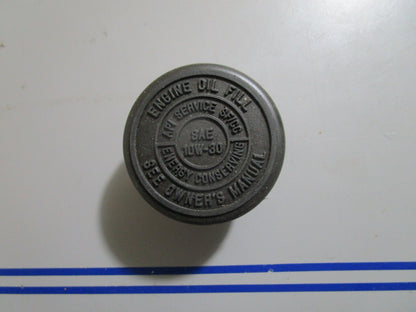 ENGINE OIL FILL
API SERVICE SF/CC
SAE
10W-30
ENERGY CONSERVING
SEE OWNER'S MANUAL